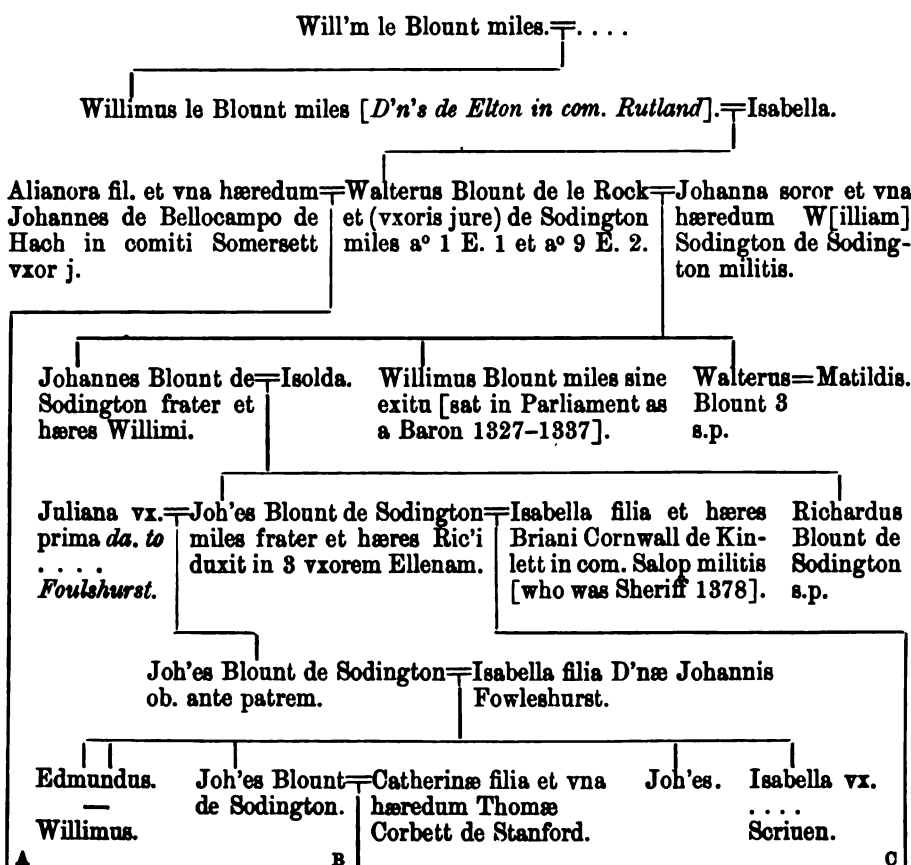 Will'm le Blount miles.=. . . .
Willimus le Blount miles [D'n's de Elton in com. Rutland].=Isabella.
Alianora fil. et vna hæredum
Johannes de Bellocampo de
Hach in comiti Somersett
vxor j.
=Walterus Blount de le Rock=
et (vxoris jure) de Sodington
miles aº 1 E. 1 et aº 9 E. 2.
Johanna soror et vna
hæredum W[illiam]
Sodington de Soding-
ton militis.
Johannes Blount de=Isolda.
Sodington frater et
hæres Willimi.
Willimus Blount miles sine
exitu [sat in Parliament as
a Baron 1327–1337].
Walterus=Matildis.
Blount 3
s.p.
Juliana vx.
prima da. to
. . . .
Foulshurst.
=Joh'es Blount de Sodington=
miles frater et hæres Ric'i
duxit in 3 vxorem Ellenam.
Isabella filia et hæres
Briani Cornwall de Kin-
lett in com. Salop militis
[who was Sheriff 1378].
Richardus
Blount de
Sodington
s.p.
Joh'es Blount de Sodington=
ob. ante patrem.
Isabella filia D'næ Johannis
Fowleshurst.
Edmundus.
—
Willimus.
Joh'es Blount=
de Sodington.
Catherinæ filia et vna
hæredum Thomæ
Corbett de Stanford.
Joh'es.
Isabella vx.
. . . .
Scriuen.
A
B
C